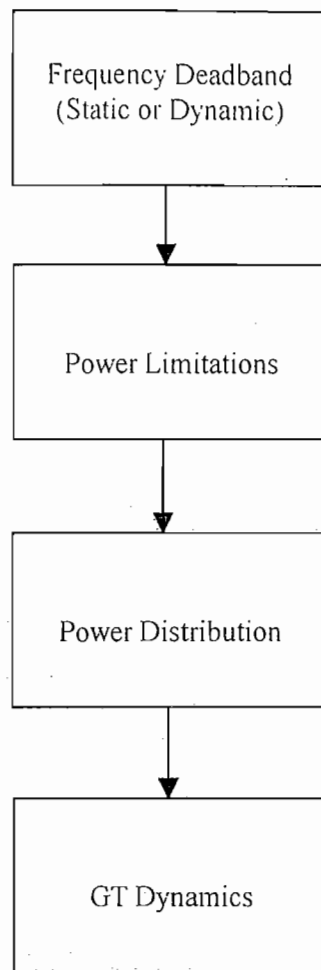 Frequency Deadband
(Static or Dynamic)
Power Limitations
Power Distribution
GT Dynamics